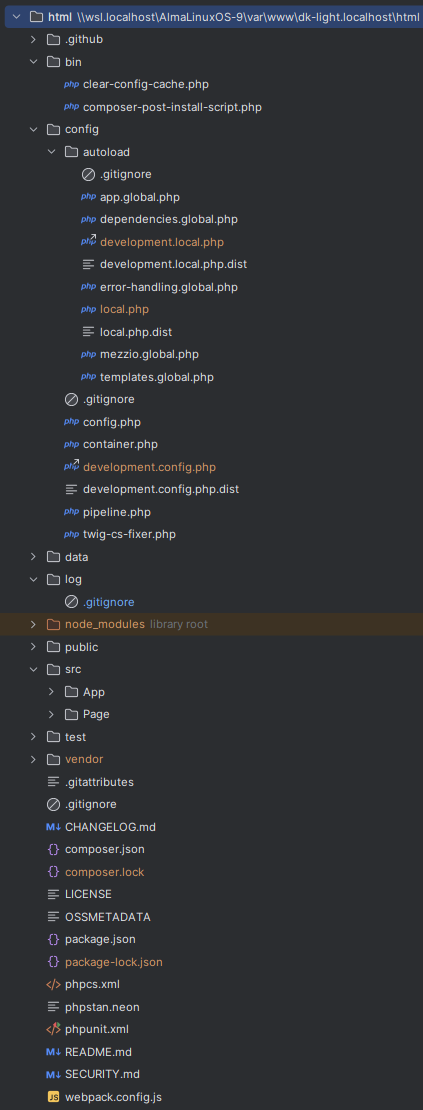 html \\wsl.localhost\AlmaLinuxOS-9\var\www\dk-light.localhost\html
.github
bin
php clear-config-cache.php
php composer-post-install-script.php
config
autoload
.gitignore
php app.global.php
php dependencies.global.php
php development.local.php
development.local.php.dist
php error-handling.global.php
php local.php
local.php.dist
php mezzio.global.php
php templates.global.php
.gitignore
php config.php
php container.php
php development.config.php
development.config.php.dist
php pipeline.php
php twig-cs-fixer.php
data
log
.gitignore
node_modules library root
public
src
App
Page
test
vendor
.gitattributes
.gitignore
M↓ CHANGELOG.md
{} composer.json
{} composer.lock
LICENSE
OSSMETADATA
{} package.json
{} package-lock.json
</> phpcs.xml
phpstan.neon
</> phpunit.xml
M↓ README.md
M↓ SECURITY.md
JS webpack.config.js